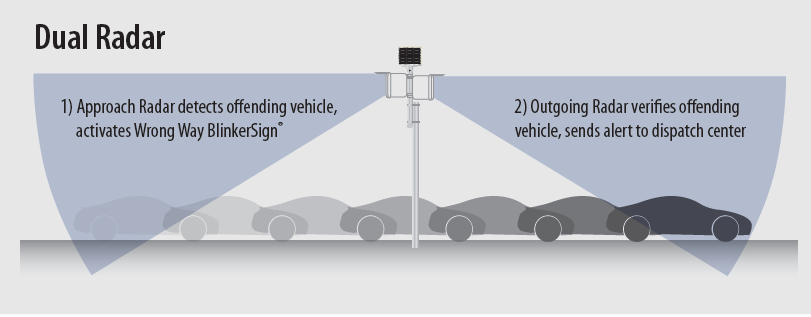 Dual Radar
1) Approach Radar detects offending vehicle,
activates Wrong Way BlinkerSign®
2) Outgoing Radar verifies offending
vehicle, sends alert to dispatch center